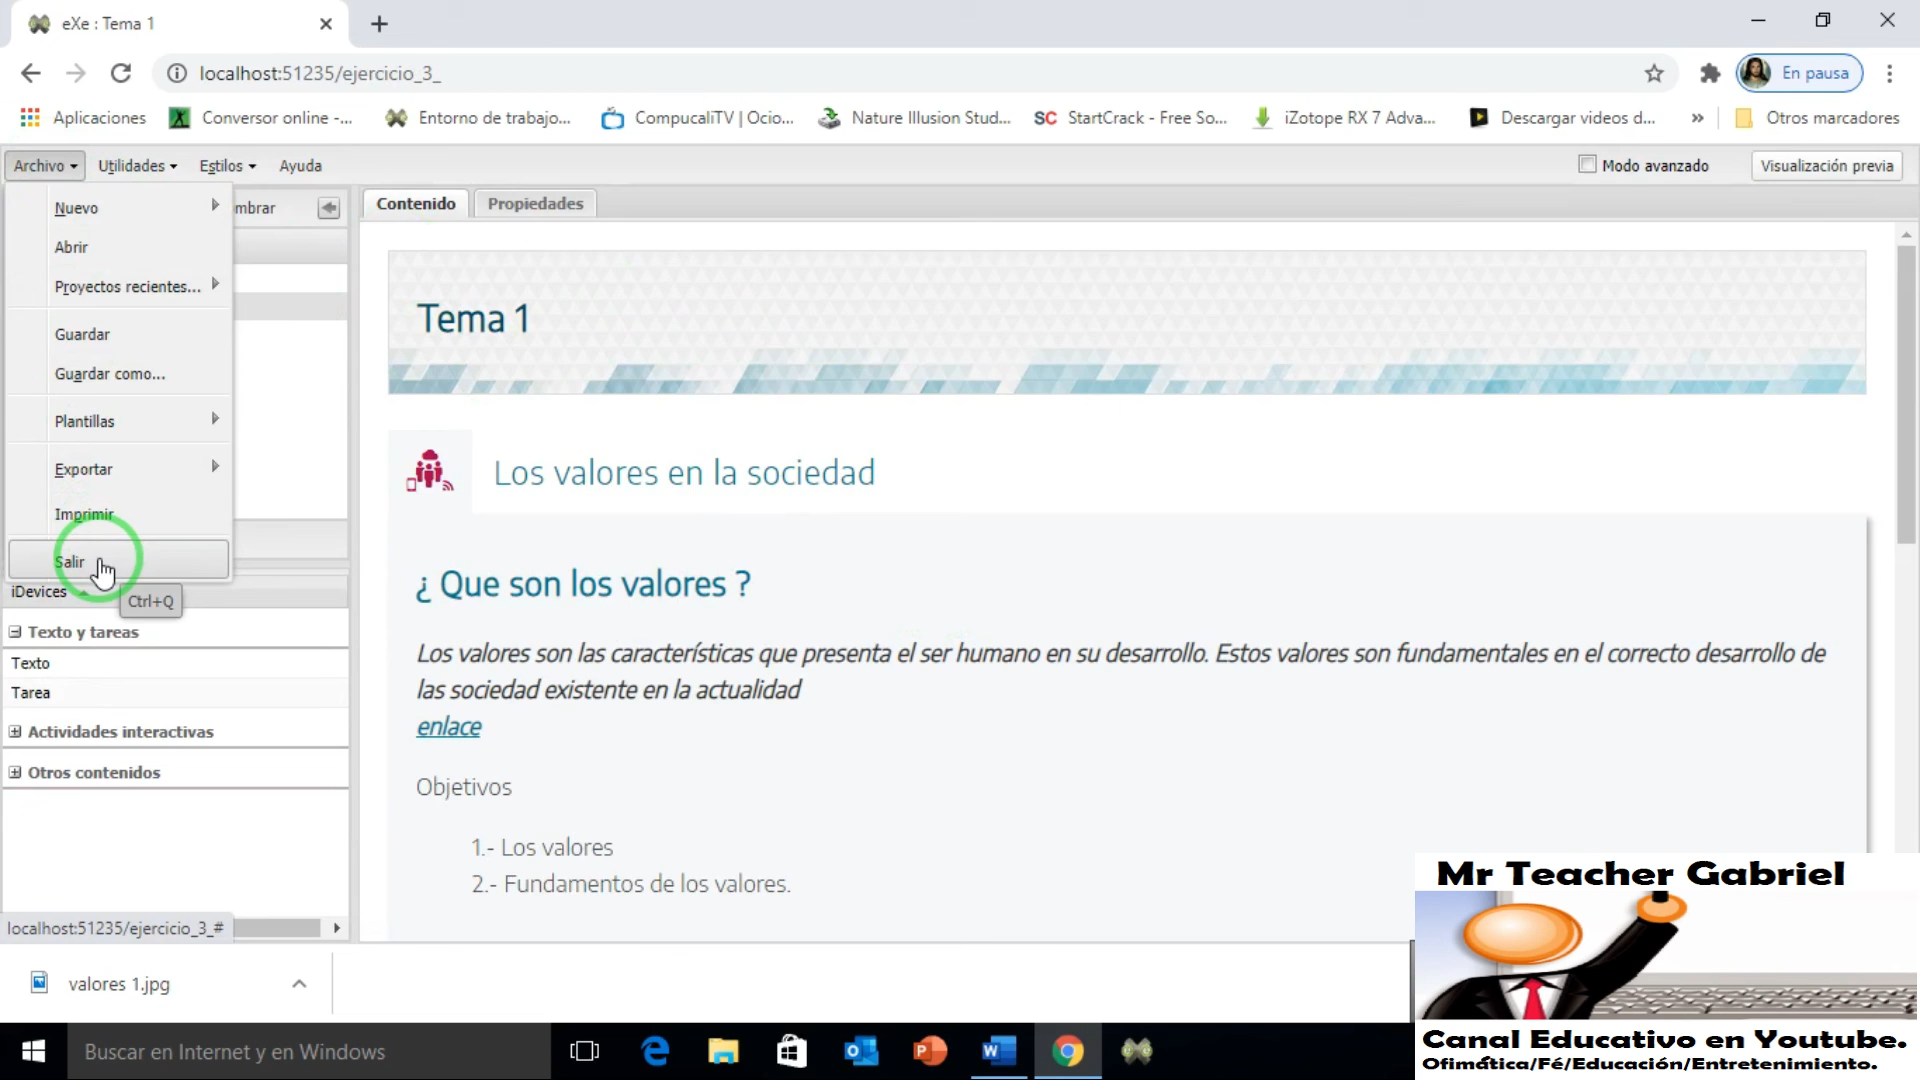 eXe : Tema 1
localhost:51235/ejercicio_3_
En pausa
Aplicaciones
Conversor online -...
Entorno de trabajo...
CompucaliTV | Ocio...
Nature Illusion Stud...
SC StartCrack - Free So...
iZotope RX 7 Adva...
Descargar videos d...
»
Otros marcadores
Archivo
Utilidades
Estilos
Ayuda
Modo avanzado
Visualización previa
Nuevo
mbrar
Abrir
Proyectos recientes...
Guardar
Guardar como...
Plantillas
Exportar
Imprimir
Salir
Ctrl+Q
iDevices
Texto y tareas
Texto
Tarea
Actividades interactivas
Otros contenidos
localhost:51235/ejercicio_3_#
Contenido
Propiedades
Tema 1
Los valores en la sociedad
¿ Que son los valores ?
Los valores son las características que presenta el ser humano en su desarrollo. Estos valores son fundamentales en el correcto desarrollo de
las sociedad existente en la actualidad
enlace
Objetivos
1.- Los valores
2.- Fundamentos de los valores.
Mr Teacher Gabriel
Canal Educativo en Youtube.
Ofimática/Fé/Educación/Entretenimiento.
valores 1.jpg
Buscar en Internet y en Windows